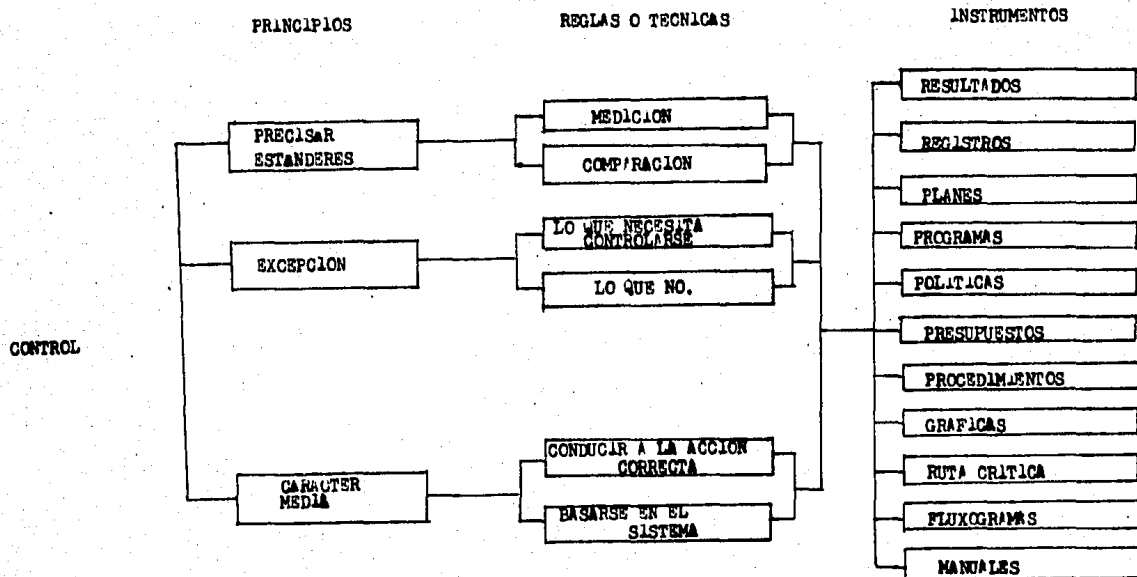 PRINCIPIOS
REGLAS O TECNICAS
INSTRUMENTOS
CONTROL
PRECISAR
ESTANDERES
EXCEPCION
CARACTER
MEDIA
MEDICION
COMPARACION
LO QUE NECESITA
CONTROLARSE
LO QUE NO.
CONDUCIR A LA ACCION
CORRECTA
BASARSE EN EL
SISTEMA
RESULTADOS
REGISTROS
PLANES
PROGRAMAS
POLITICAS
PRESUPUESTOS
PROCEDIMIENTOS
GRAFICAS
RUTA CRITICA
FLUXOGRAMAS
MANUALES